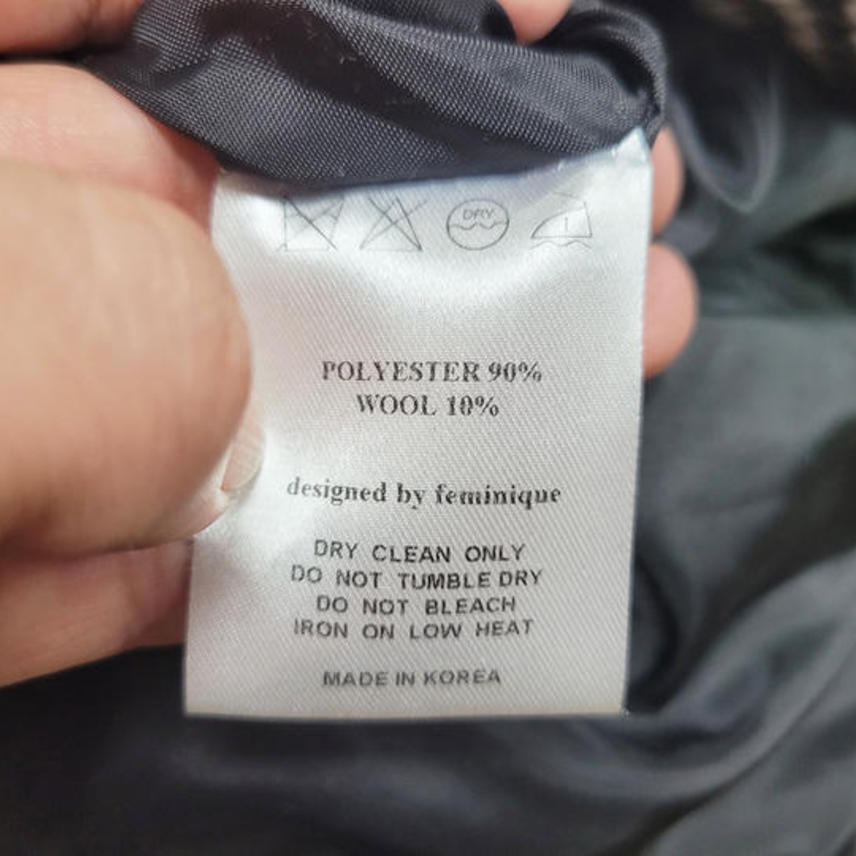 DRY
POLYESTER 90%
WOOL 10%
designed by feminique
DRY CLEAN ONLY
DO NOT TUMBLE DRY
DO NOT BLEACH
IRON ON LOW HEAT
MADE IN KOREA